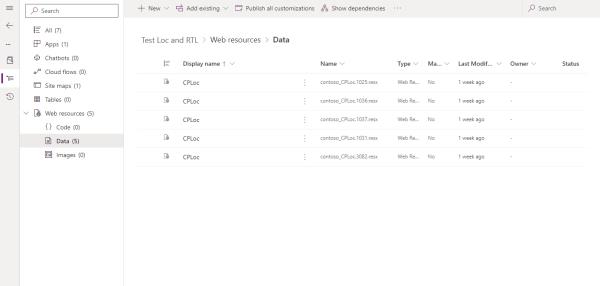 Search
New
Add existing
Publish all customizations
Show dependencies
Search
All (7)
Apps (1)
Chatbots (0)
Cloud flows (0)
Site maps (1)
Tables (0)
Web resources (5)
Code (0)
Data (5)
Images (0)
Test Loc and RTL > Web resources > Data
Display name ↑ Name Type Ma... Last Modif... Owner Status
CPLoc contoso_CPLoc.1025.resx Web Re... No 1 week ago -
CPLoc contoso_CPLoc.1036.resx Web Re... No 1 week ago -
CPLoc contoso_CPLoc.1037.resx Web Re... No 1 week ago -
CPLoc contoso_CPLoc.1031.resx Web Re... No 1 week ago -
CPLoc contoso_CPLoc.3082.resx Web Re... No 1 week ago -